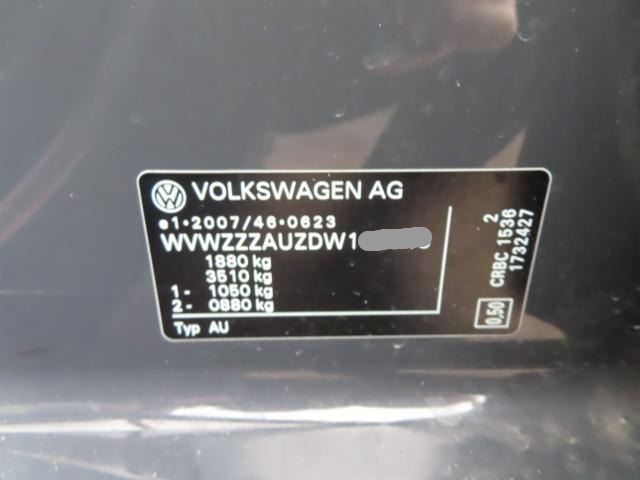 VOLKSWAGEN AG
e1*2007/46*0623
WVWZZZAUZDW1
1880 kg
3510 kg
1- 1050 kg
2- 0880 kg
Typ AU
0,50
CRBC 1536 2
1732427